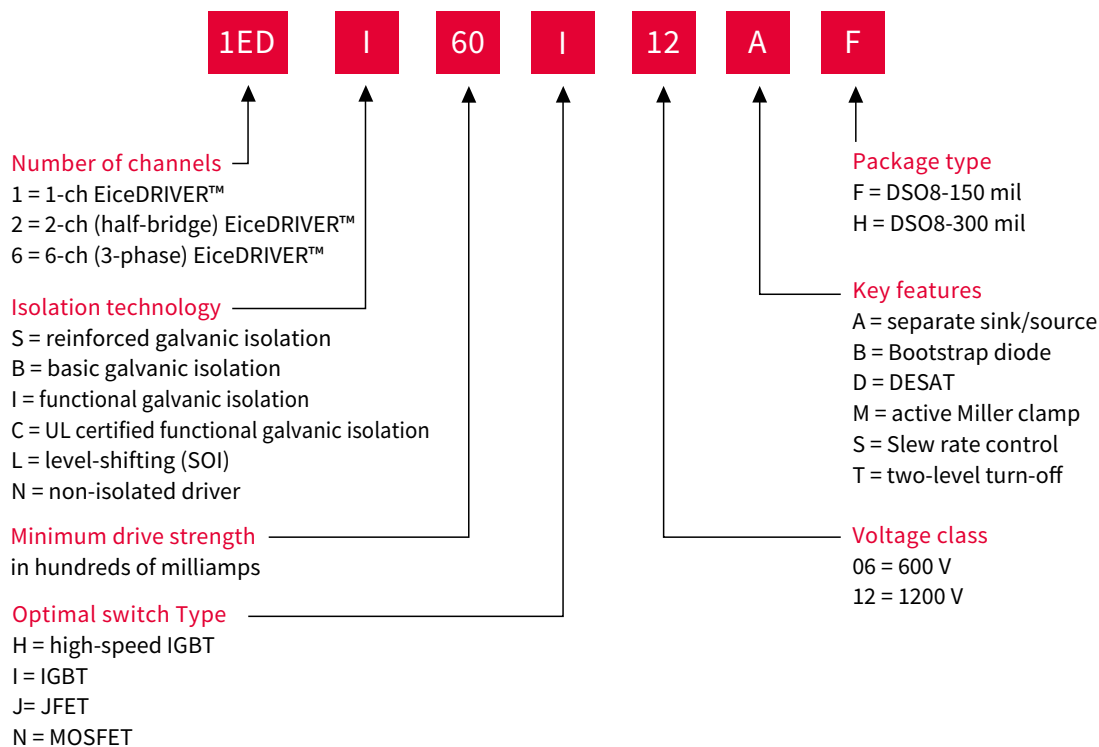 1ED I 60 I 12 A F
Number of channels
1 = 1-ch EiceDRIVER™
2 = 2-ch (half-bridge) EiceDRIVER™
6 = 6-ch (3-phase) EiceDRIVER™
Isolation technology
S = reinforced galvanic isolation
B = basic galvanic isolation
I = functional galvanic isolation
C = UL certified functional galvanic isolation
L = level-shifting (SOI)
N = non-isolated driver
Minimum drive strength
in hundreds of milliamps
Optimal switch Type
H = high-speed IGBT
I = IGBT
J= JFET
N = MOSFET
Package type
F = DSO8-150 mil
H = DSO8-300 mil
Key features
A = separate sink/source
B = Bootstrap diode
D = DESAT
M = active Miller clamp
S = Slew rate control
T = two-level turn-off
Voltage class
06 = 600 V
12 = 1200 V